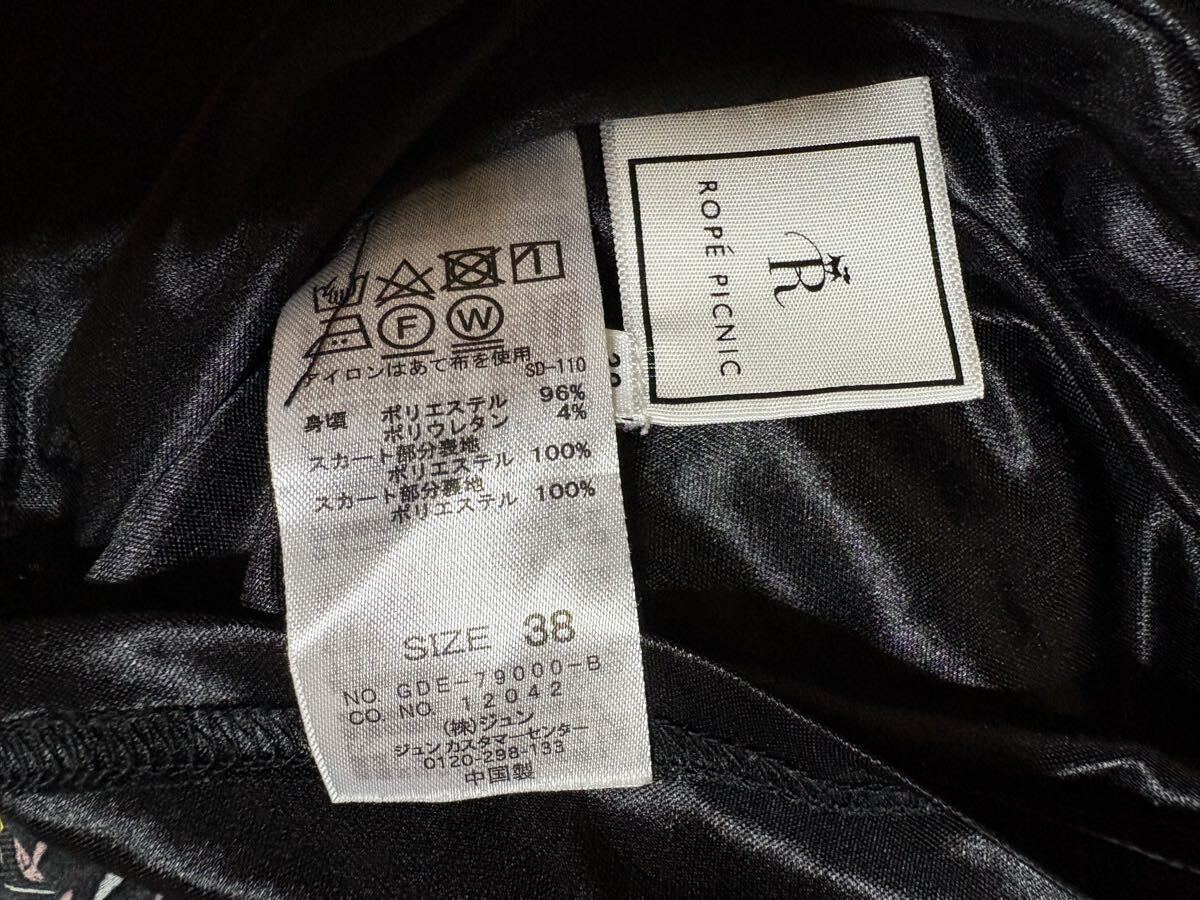 アイロンはあて布を使用
SD-110
身頃 ポリエステル 96%
ポリウレタン 4%
スカート部分表地
ポリエステル 100%
スカート部分裏地
ポリエステル 100%
SIZE 38
NO. GDE-79000-B
CO. NO. 12042
(株)ジュン
ジュンカスタマーセンター
0120-298-133
中国製
F
W
R
ROPÉ PICNIC
38